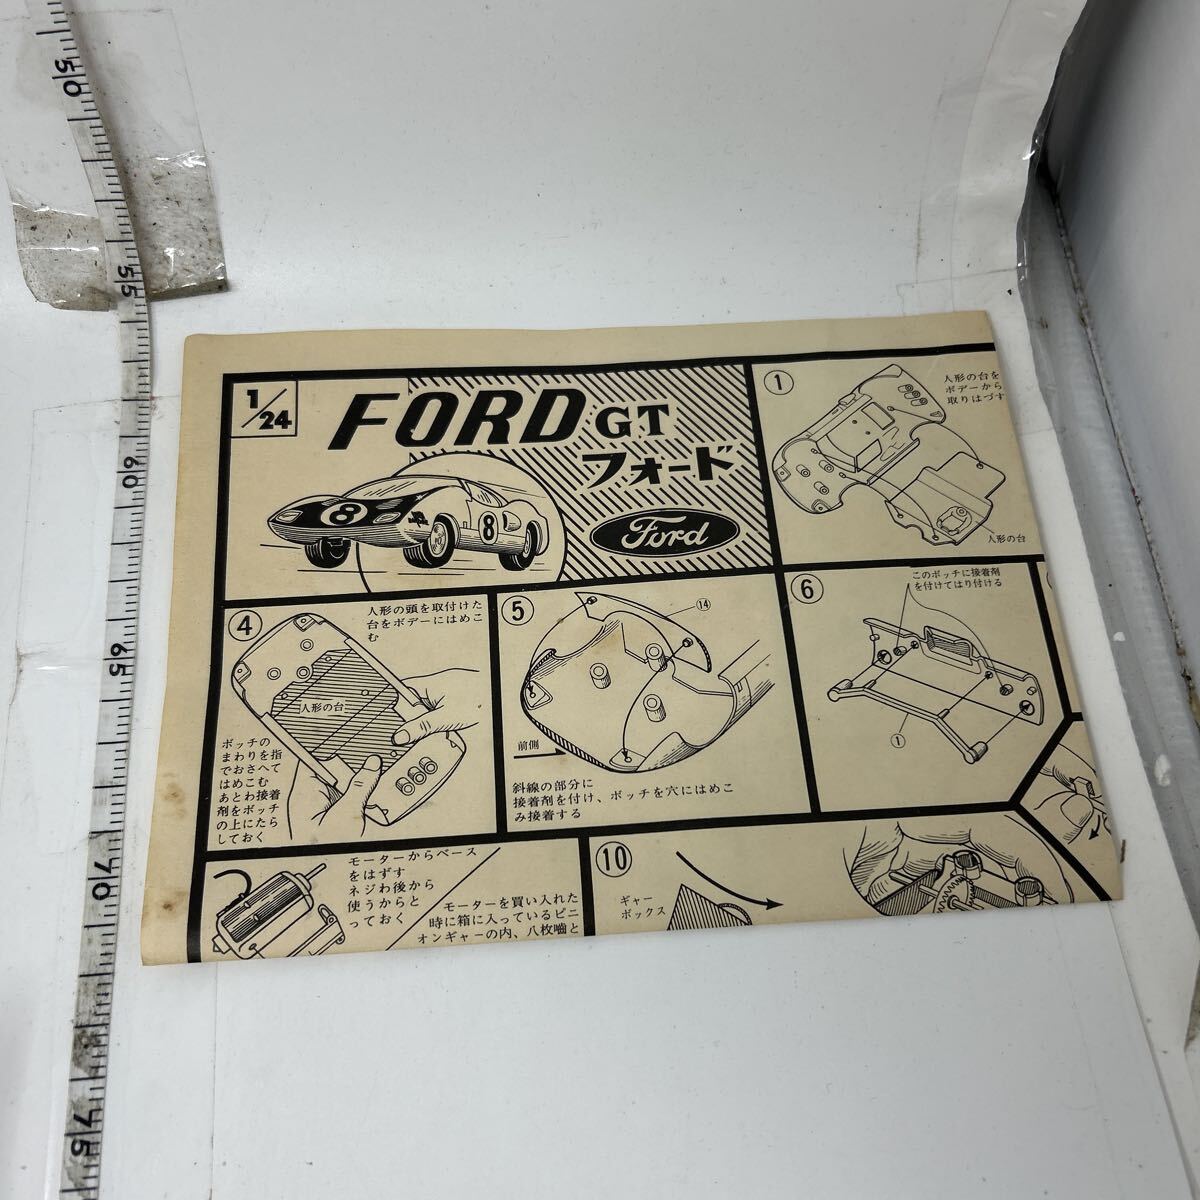 1/24
FORD GT
フォード
8
8
Ford
1
人形の台を
ボデーから
取りはづす
人形の台
4
人形の頭を取付けた
台をボデーにはめこ
む
人形の台
ボッチの
まわりを指
でおさへて
はめこむ
あとわ接着
剤をボッチ
の上にたら
しておく
5
14
前側
斜線の部分に
接着剤を付け、ボッチを穴にはめこ
み接着する
6
このボッチに接着剤
を付けてはり付ける
1
モーターからベース
をはずす
ネジわ後から
使うからと
っておく
モーターを買い入れた
時に箱に入っているピニ
オンギャーの内、八枚嚙と
10
ギャー
ボックス
50
55
60
65
70
75